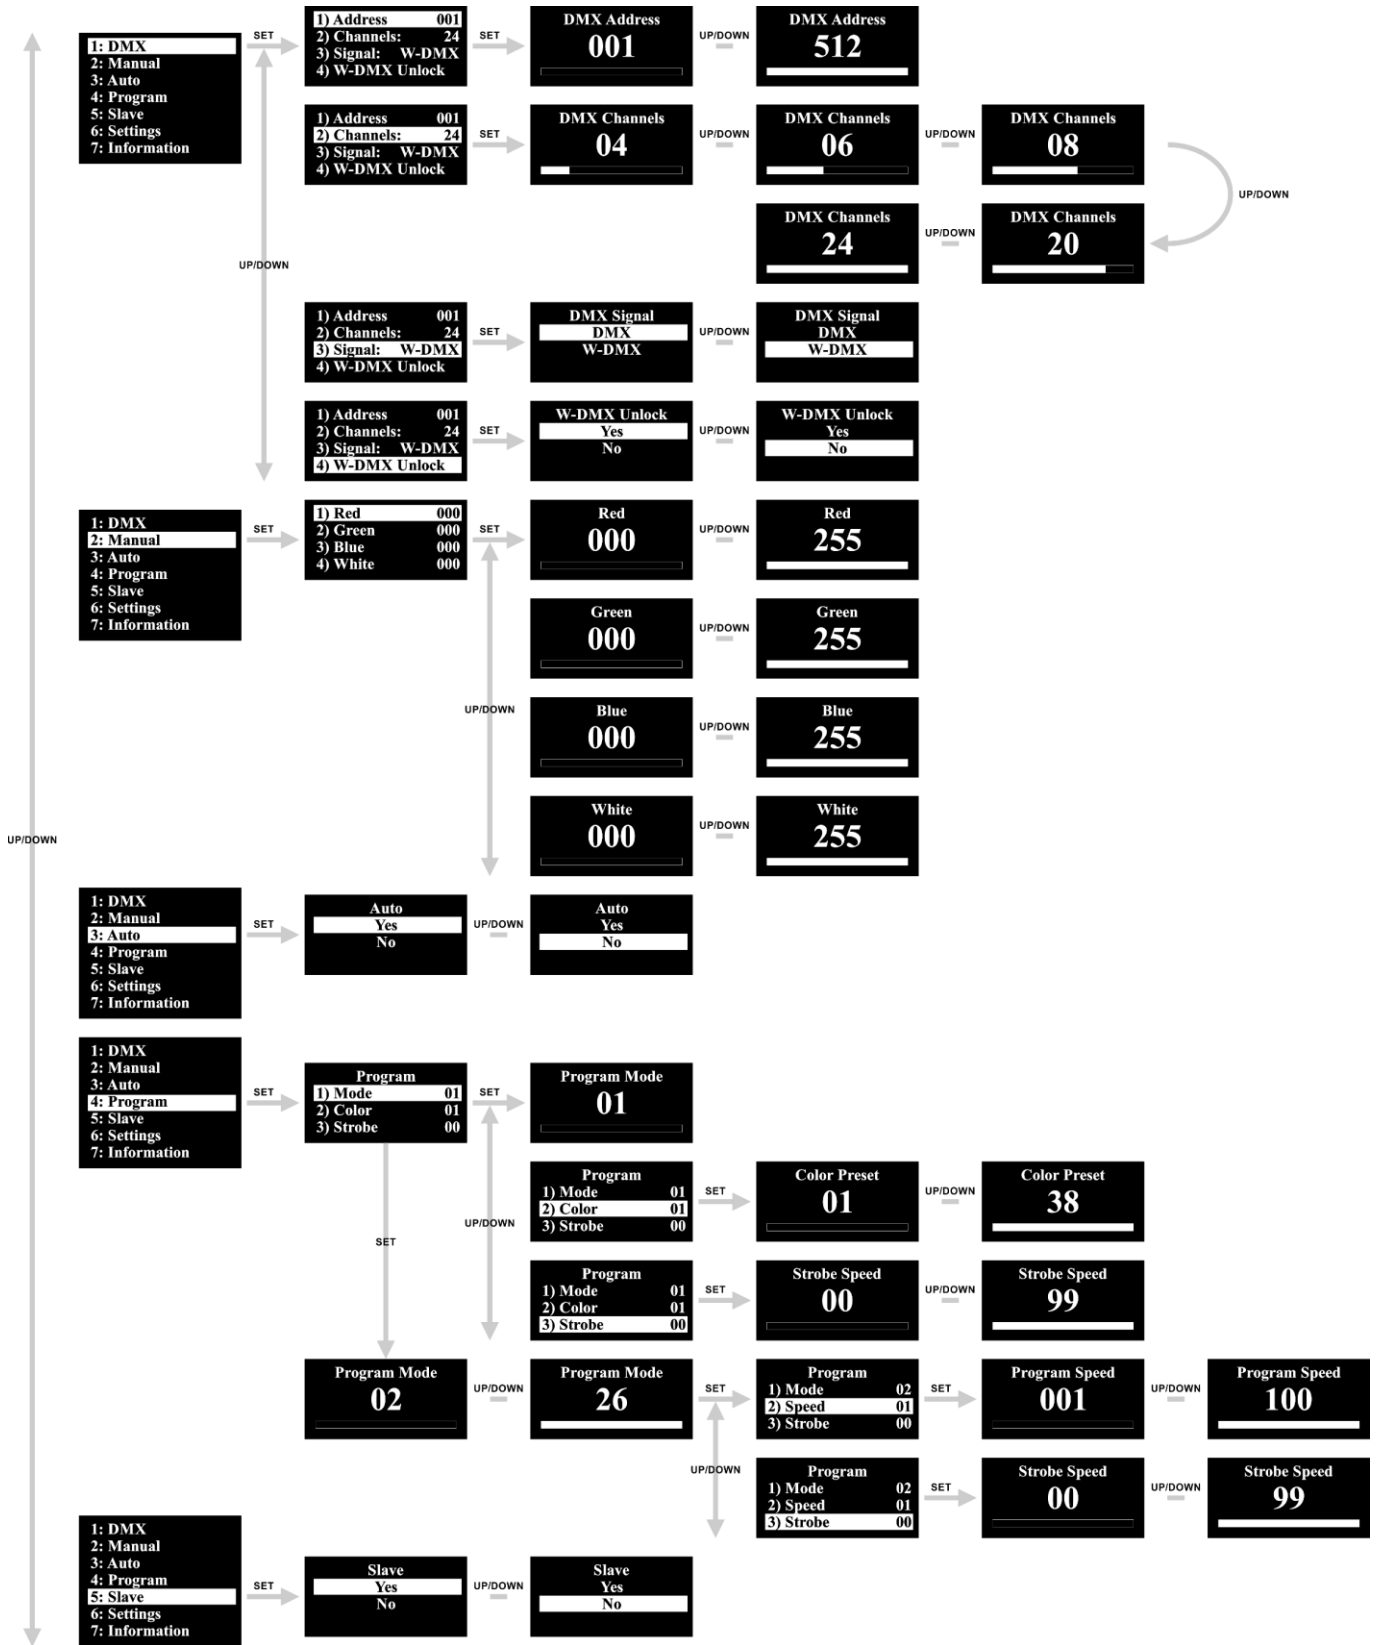 1: DMX
2: Manual
3: Auto
4: Program
5: Slave
6: Settings
7: Information
SET
1) Address 001
2) Channels: 24
3) Signal: W-DMX
4) W-DMX Unlock
SET
DMX Address
001
UP/DOWN
DMX Address
512
1) Address 001
2) Channels: 24
3) Signal: W-DMX
4) W-DMX Unlock
SET
DMX Channels
04
UP/DOWN
DMX Channels
06
UP/DOWN
DMX Channels
08
UP/DOWN
DMX Channels
24
UP/DOWN
DMX Channels
20
UP/DOWN
1) Address 001
2) Channels: 24
3) Signal: W-DMX
4) W-DMX Unlock
SET
DMX Signal
DMX
W-DMX
UP/DOWN
DMX Signal
DMX
W-DMX
1) Address 001
2) Channels: 24
3) Signal: W-DMX
4) W-DMX Unlock
SET
W-DMX Unlock
Yes
No
UP/DOWN
W-DMX Unlock
Yes
No
1: DMX
2: Manual
3: Auto
4: Program
5: Slave
6: Settings
7: Information
SET
1) Red 000
2) Green 000
3) Blue 000
4) White 000
SET
Red
000
UP/DOWN
Red
255
Green
000
UP/DOWN
Green
255
UP/DOWN
Blue
000
UP/DOWN
Blue
255
White
000
UP/DOWN
White
255
UP/DOWN
1: DMX
2: Manual
3: Auto
4: Program
5: Slave
6: Settings
7: Information
SET
Auto
Yes
No
UP/DOWN
Auto
Yes
No
1: DMX
2: Manual
3: Auto
4: Program
5: Slave
6: Settings
7: Information
SET
Program
1) Mode 01
2) Color 01
3) Strobe 00
SET
Program Mode
01
UP/DOWN
SET
Program
1) Mode 01
2) Color 01
3) Strobe 00
SET
Color Preset
01
UP/DOWN
Color Preset
38
Program
1) Mode 01
2) Color 01
3) Strobe 00
SET
Strobe Speed
00
UP/DOWN
Strobe Speed
99
Program Mode
02
UP/DOWN
Program Mode
26
SET
Program
1) Mode 02
2) Speed 01
3) Strobe 00
SET
Program Speed
001
UP/DOWN
Program Speed
100
UP/DOWN
Program
1) Mode 02
2) Speed 01
3) Strobe 00
SET
Strobe Speed
00
UP/DOWN
Strobe Speed
99
1: DMX
2: Manual
3: Auto
4: Program
5: Slave
6: Settings
7: Information
SET
Slave
Yes
No
UP/DOWN
Slave
Yes
No